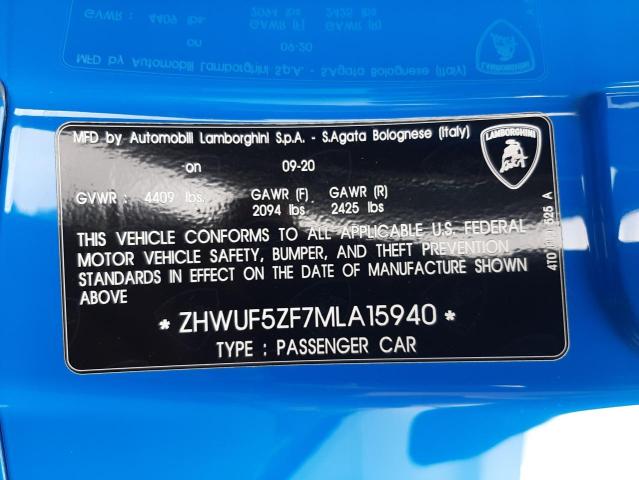 MFD by Automobili Lamborghini S.p.A. - S.Agata Bolognese (Italy)
on 09-20
GVWR : 4409 lbs. GAWR (F) GAWR (R)
2094 lbs 2425 lbs
THIS VEHICLE CONFORMS TO ALL APPLICABLE U.S. FEDERAL
MOTOR VEHICLE SAFETY, BUMPER, AND THEFT PREVENTION
STANDARDS IN EFFECT ON THE DATE OF MANUFACTURE SHOWN
ABOVE
* ZHWUF5ZF7MLA15940 *
TYPE : PASSENGER CAR
LAMBORGHINI